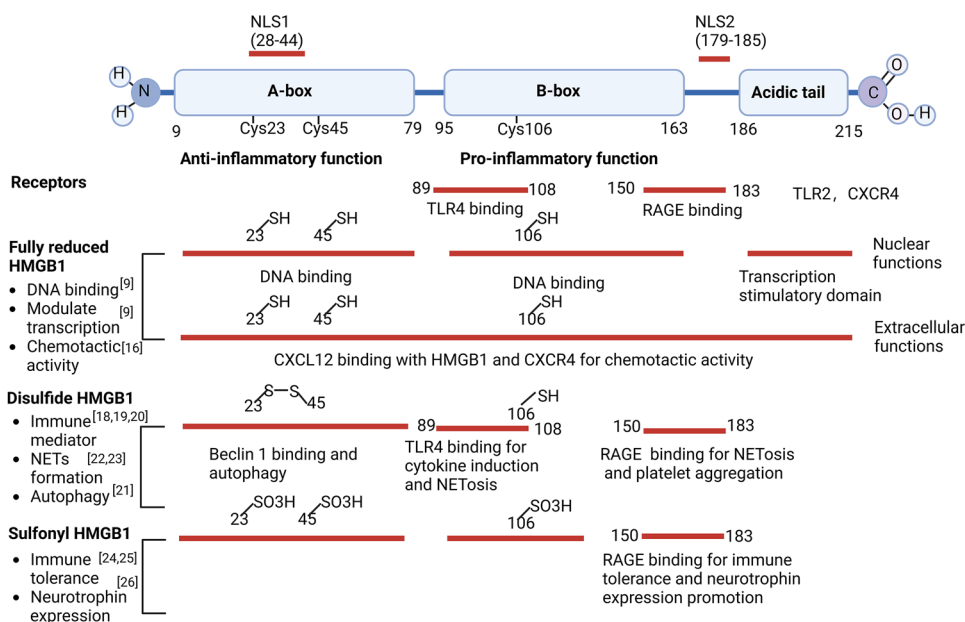 NLS1
(28-44)
NLS2
(179-185)
H
N
H
A-box
B-box
Acidic tail
C
O
O
H
9
Cys23
Cys45
79
95
Cys106
163
186
215
Anti-inflammatory function
Pro-inflammatory function
Receptors
89
108
TLR4 binding
150
183
RAGE binding
TLR2, CXCR4
Fully reduced
HMGB1
DNA binding[9]
Modulate
transcription
[9]
Chemotactic[16]
activity
23 SH
45 SH
106 SH
DNA binding
DNA binding
Transcription
stimulatory domain
Nuclear
functions
23 SH
45 SH
106 SH
Extracellular
functions
CXCL12 binding with HMGB1 and CXCR4 for chemotactic activity
Disulfide HMGB1
Immune[18,19,20]
mediator
NETs [22,23]
formation
Autophagy [21]
23 S–S 45
Beclin 1 binding and
autophagy
106 SH
89
108
TLR4 binding for
cytokine induction
and NETosis
150
183
RAGE binding for NETosis
and platelet aggregation
Sulfonyl HMGB1
Immune [24,25]
tolerance
[26]
Neurotrophin
expression
23 SO3H
45 SO3H
106 SO3H
150
183
RAGE binding for immune
tolerance and neurotrophin
expression promotion